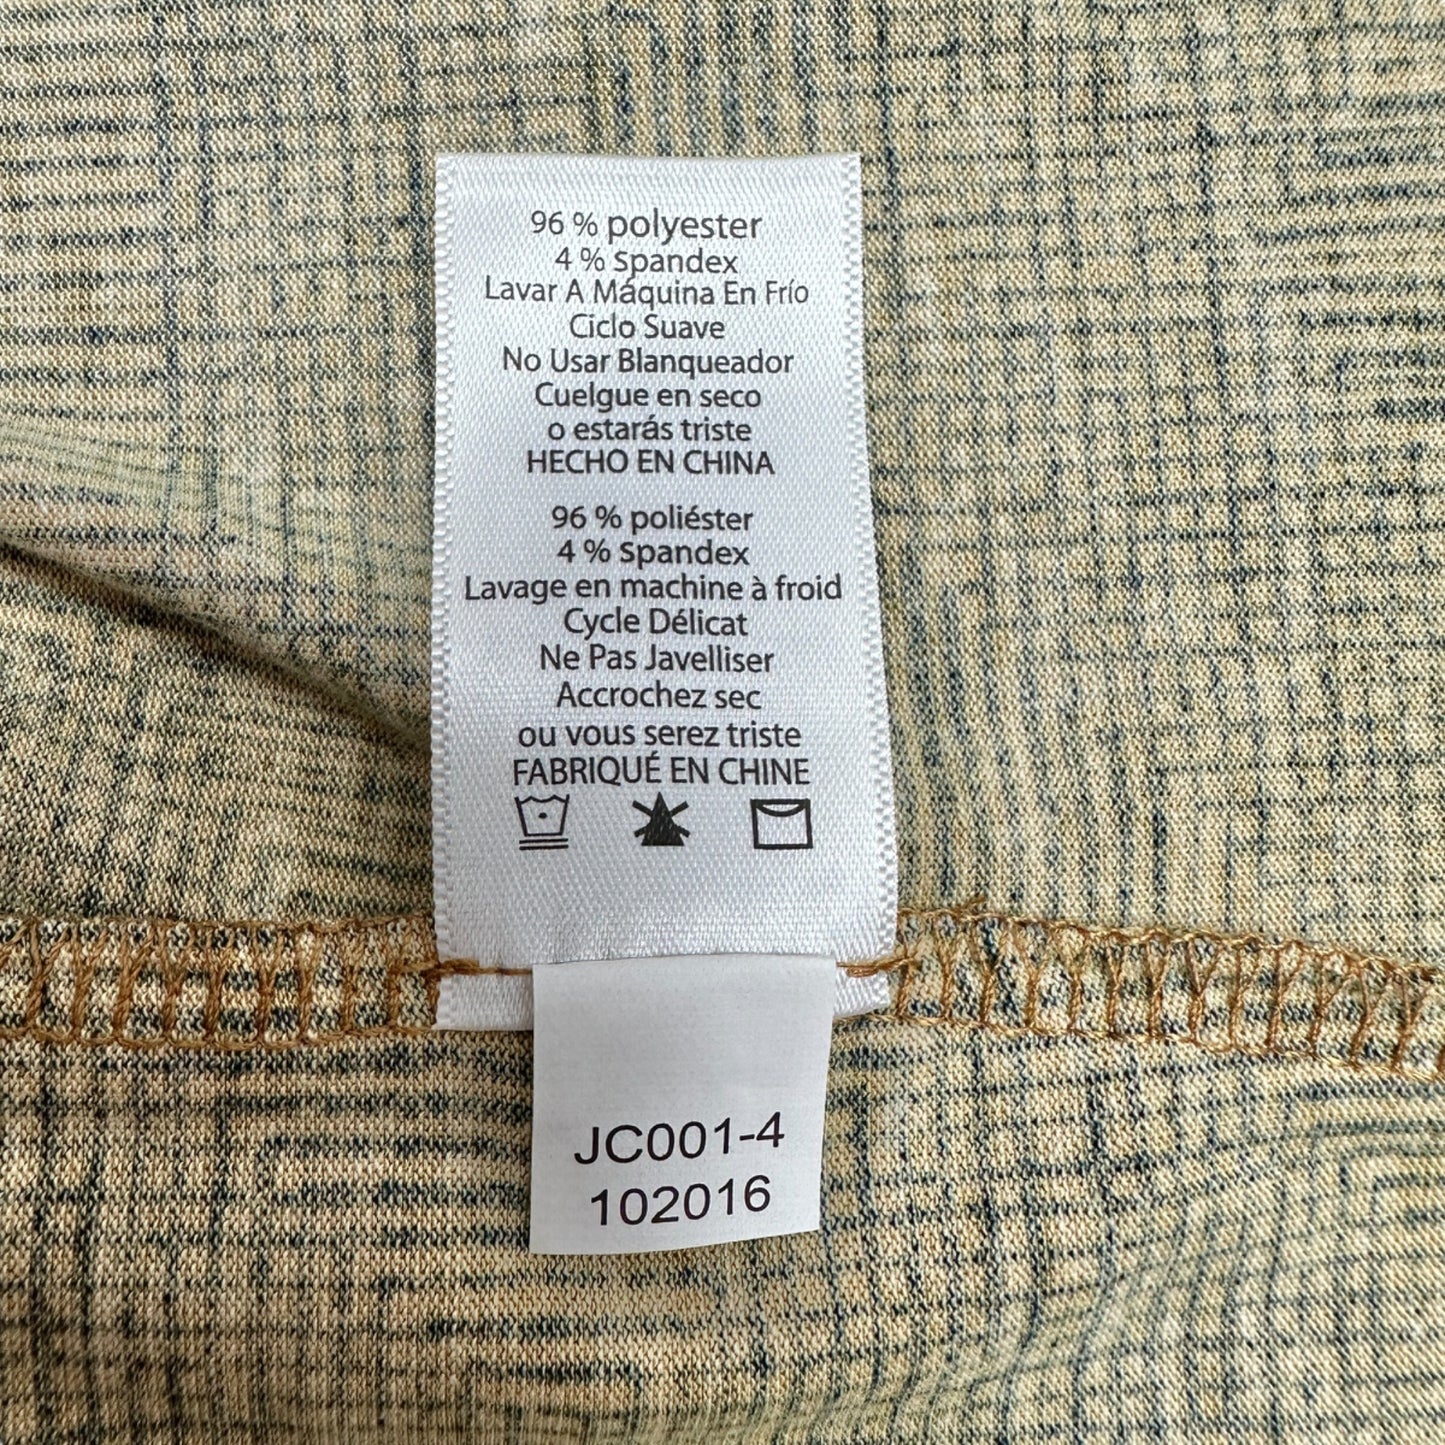 96 % polyester
4 % Spandex
Lavar A Máquina En Frío
Ciclo Suave
No Usar Blanqueador
Cuelgue en seco
o estarás triste
HECHO EN CHINA
96 % poliéster
4 % Spandex
Lavage en machine à froid
Cycle Délicat
Ne Pas Javelliser
Accrochez sec
ou vous serez triste
FABRIQUÉ EN CHINE
JC001-4
102016